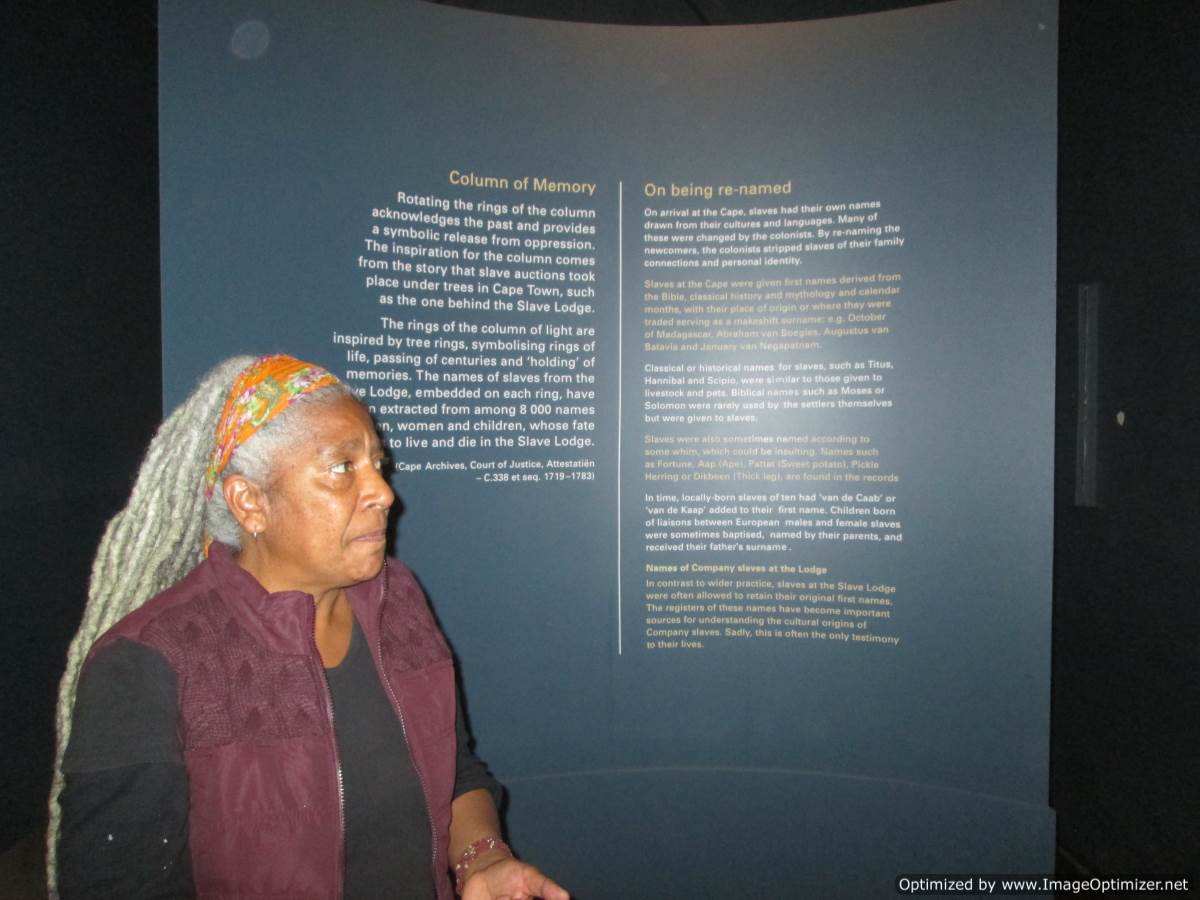 Column of Memory
Rotating the rings of the column
acknowledges the past and provides
a symbolic release from oppression.
The inspiration for the column comes
from the story that slave auctions took
place under trees in Cape Town, such
as the one behind the Slave Lodge.
The rings of the column of light are
inspired by tree rings, symbolising rings of
life, passing of centuries and 'holding' of
memories. The names of slaves from the
Lodge, embedded on each ring, have
extracted from among 8 000 names
women and children, whose fate
to live and die in the Slave Lodge.
(Cape Archives, Court of Justice, Attestatiën
– C.338 et seq. 1719–1783)
On being re-named
On arrival at the Cape, slaves had their own names
drawn from their cultures and languages. Many of
these were changed by the colonists. By re-naming the
newcomers, the colonists stripped slaves of their family
connections and personal identity.
Slaves at the Cape were given first names derived from
the Bible, classical history and mythology and calendar
months, with their place of origin or where they were
traded serving as a makeshift surname: e.g. October
of Madagascar, Abraham van Boegies, Augustus van
Batavia and January van Negapatnam.
Classical or historical names for slaves, such as Titus,
Hannibal and Scipio, were similar to those given to
livestock and pets. Biblical names such as Moses or
Solomon were rarely used by the settlers themselves
but were given to slaves.
Slaves were also sometimes named according to
some whim, which could be insulting. Names such
as Fortune, Aap (Ape), Pattat (Sweet potato), Pickle
Herring or Dikbeen (Thick leg), are found in the records
In time, locally-born slaves of ten had 'van de Caab' or
'van de Kaap' added to their first name. Children born
of liaisons between European males and female slaves
were sometimes baptised, named by their parents, and
received their father's surname .
Names of Company slaves at the Lodge
In contrast to wider practice, slaves at the Slave Lodge
were often allowed to retain their original first names.
The registers of these names have become important
sources for understanding the cultural origins of
Company slaves. Sadly, this is often the only testimony
to their lives.
Optimized by www.ImageOptimizer.net